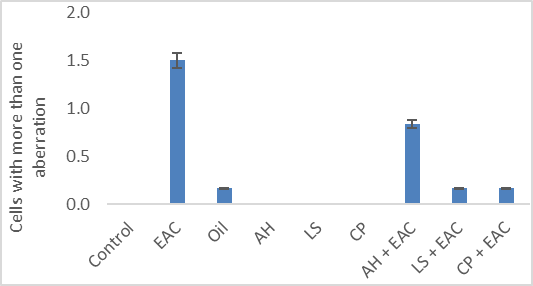 Cells with more than one
aberration
2.0
1.5
1.0
0.5
0.0
Control
EAC
Oil
AH
LS
CP
AH + EAC
LS + EAC
CP + EAC